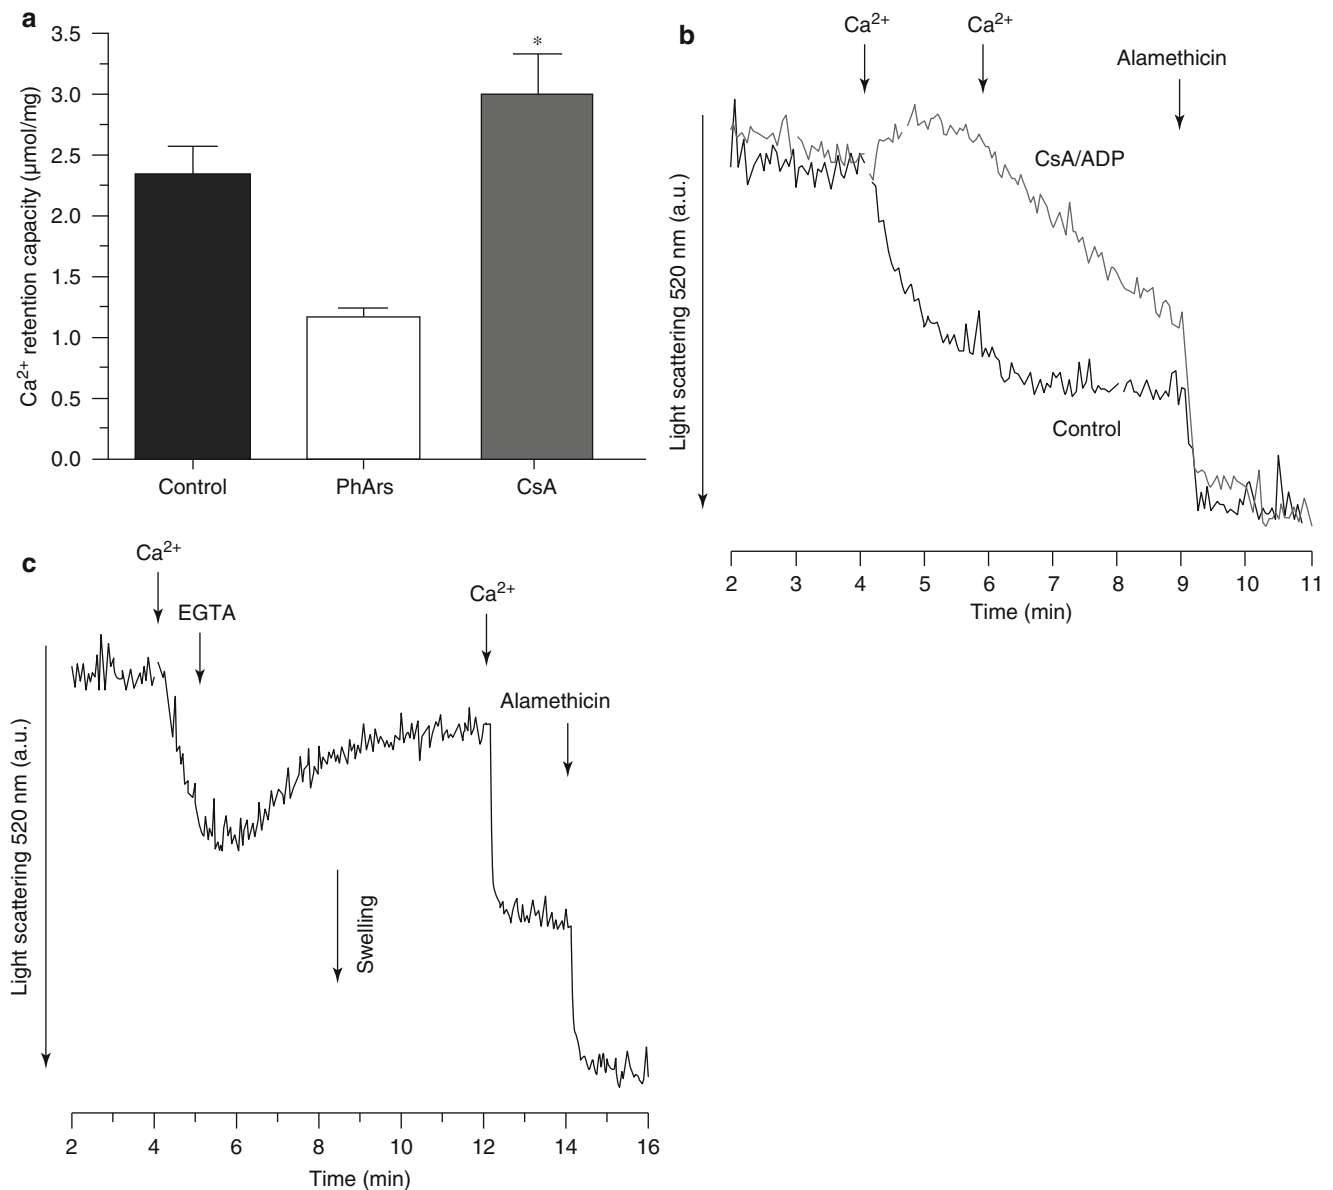 a
Ca²⁺ retention capacity (µmol/mg)
3.5
3.0
2.5
2.0
1.5
1.0
0.5
0.0
*
Control PhArs CsA
b
Ca²⁺ Ca²⁺
Alamethicin
CsA/ADP
Control
Light scattering 520 nm (a.u.)
2 3 4 5 6 7 8 9 10 11
Time (min)
c
Ca²⁺
EGTA
Ca²⁺
Alamethicin
Swelling
Light scattering 520 nm (a.u.)
2 4 6 8 10 12 14 16
Time (min)